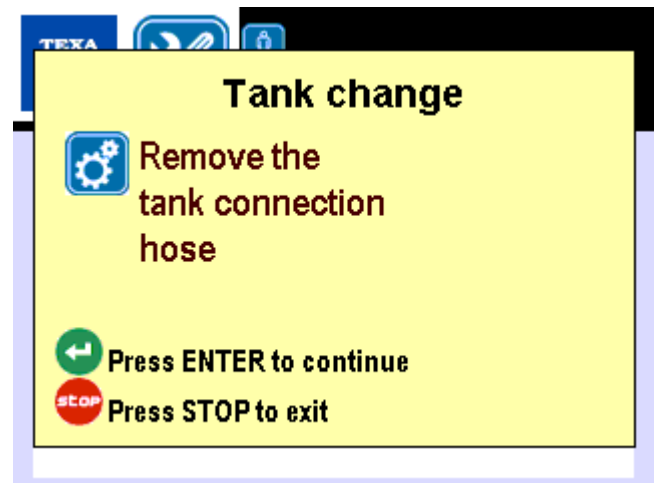 TEXA
Tank change
Remove the
tank connection
hose
Press ENTER to continue
stop Press STOP to exit